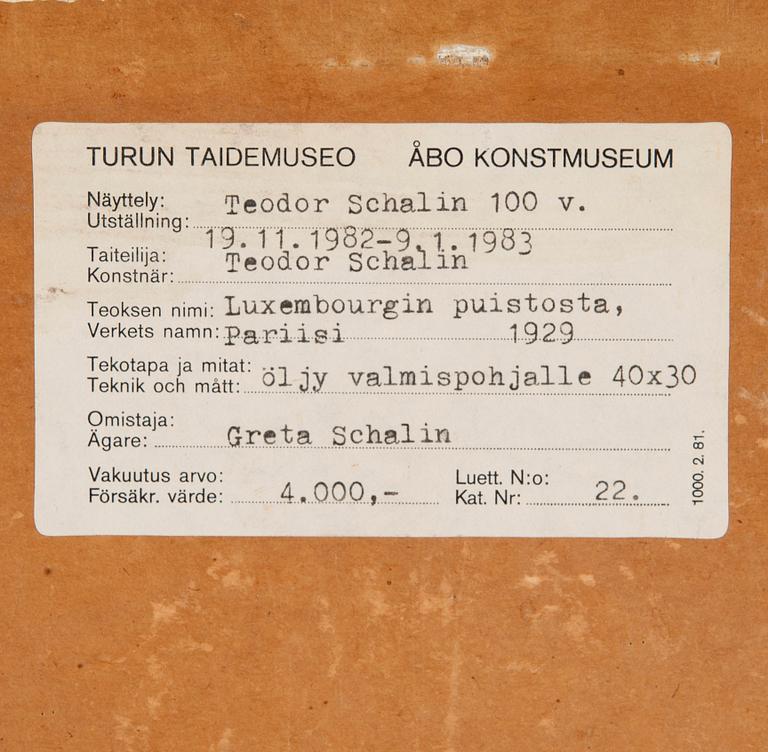 TURUN TAIDEMUSEO ÅBO KONSTMUSEUM
Näyttely: Teodor Schalin 100 v.
Utställning:
19.11.1982-9.1.1983
Taiteilija: Teodor Schalin
Konstnär:
Teoksen nimi: Luxembourgin puistosta,
Verkets namn: Pariisi 1929
Tekotapa ja mitat: öljy valmispohjalle 40x30
Teknik och mått:
Omistaja:
Ägare: Greta Schalin
Vakuutus arvo: Luett. N:o:
Försäkr. värde: 4.000,- Kat. Nr: 22.
1000. 2. 81.